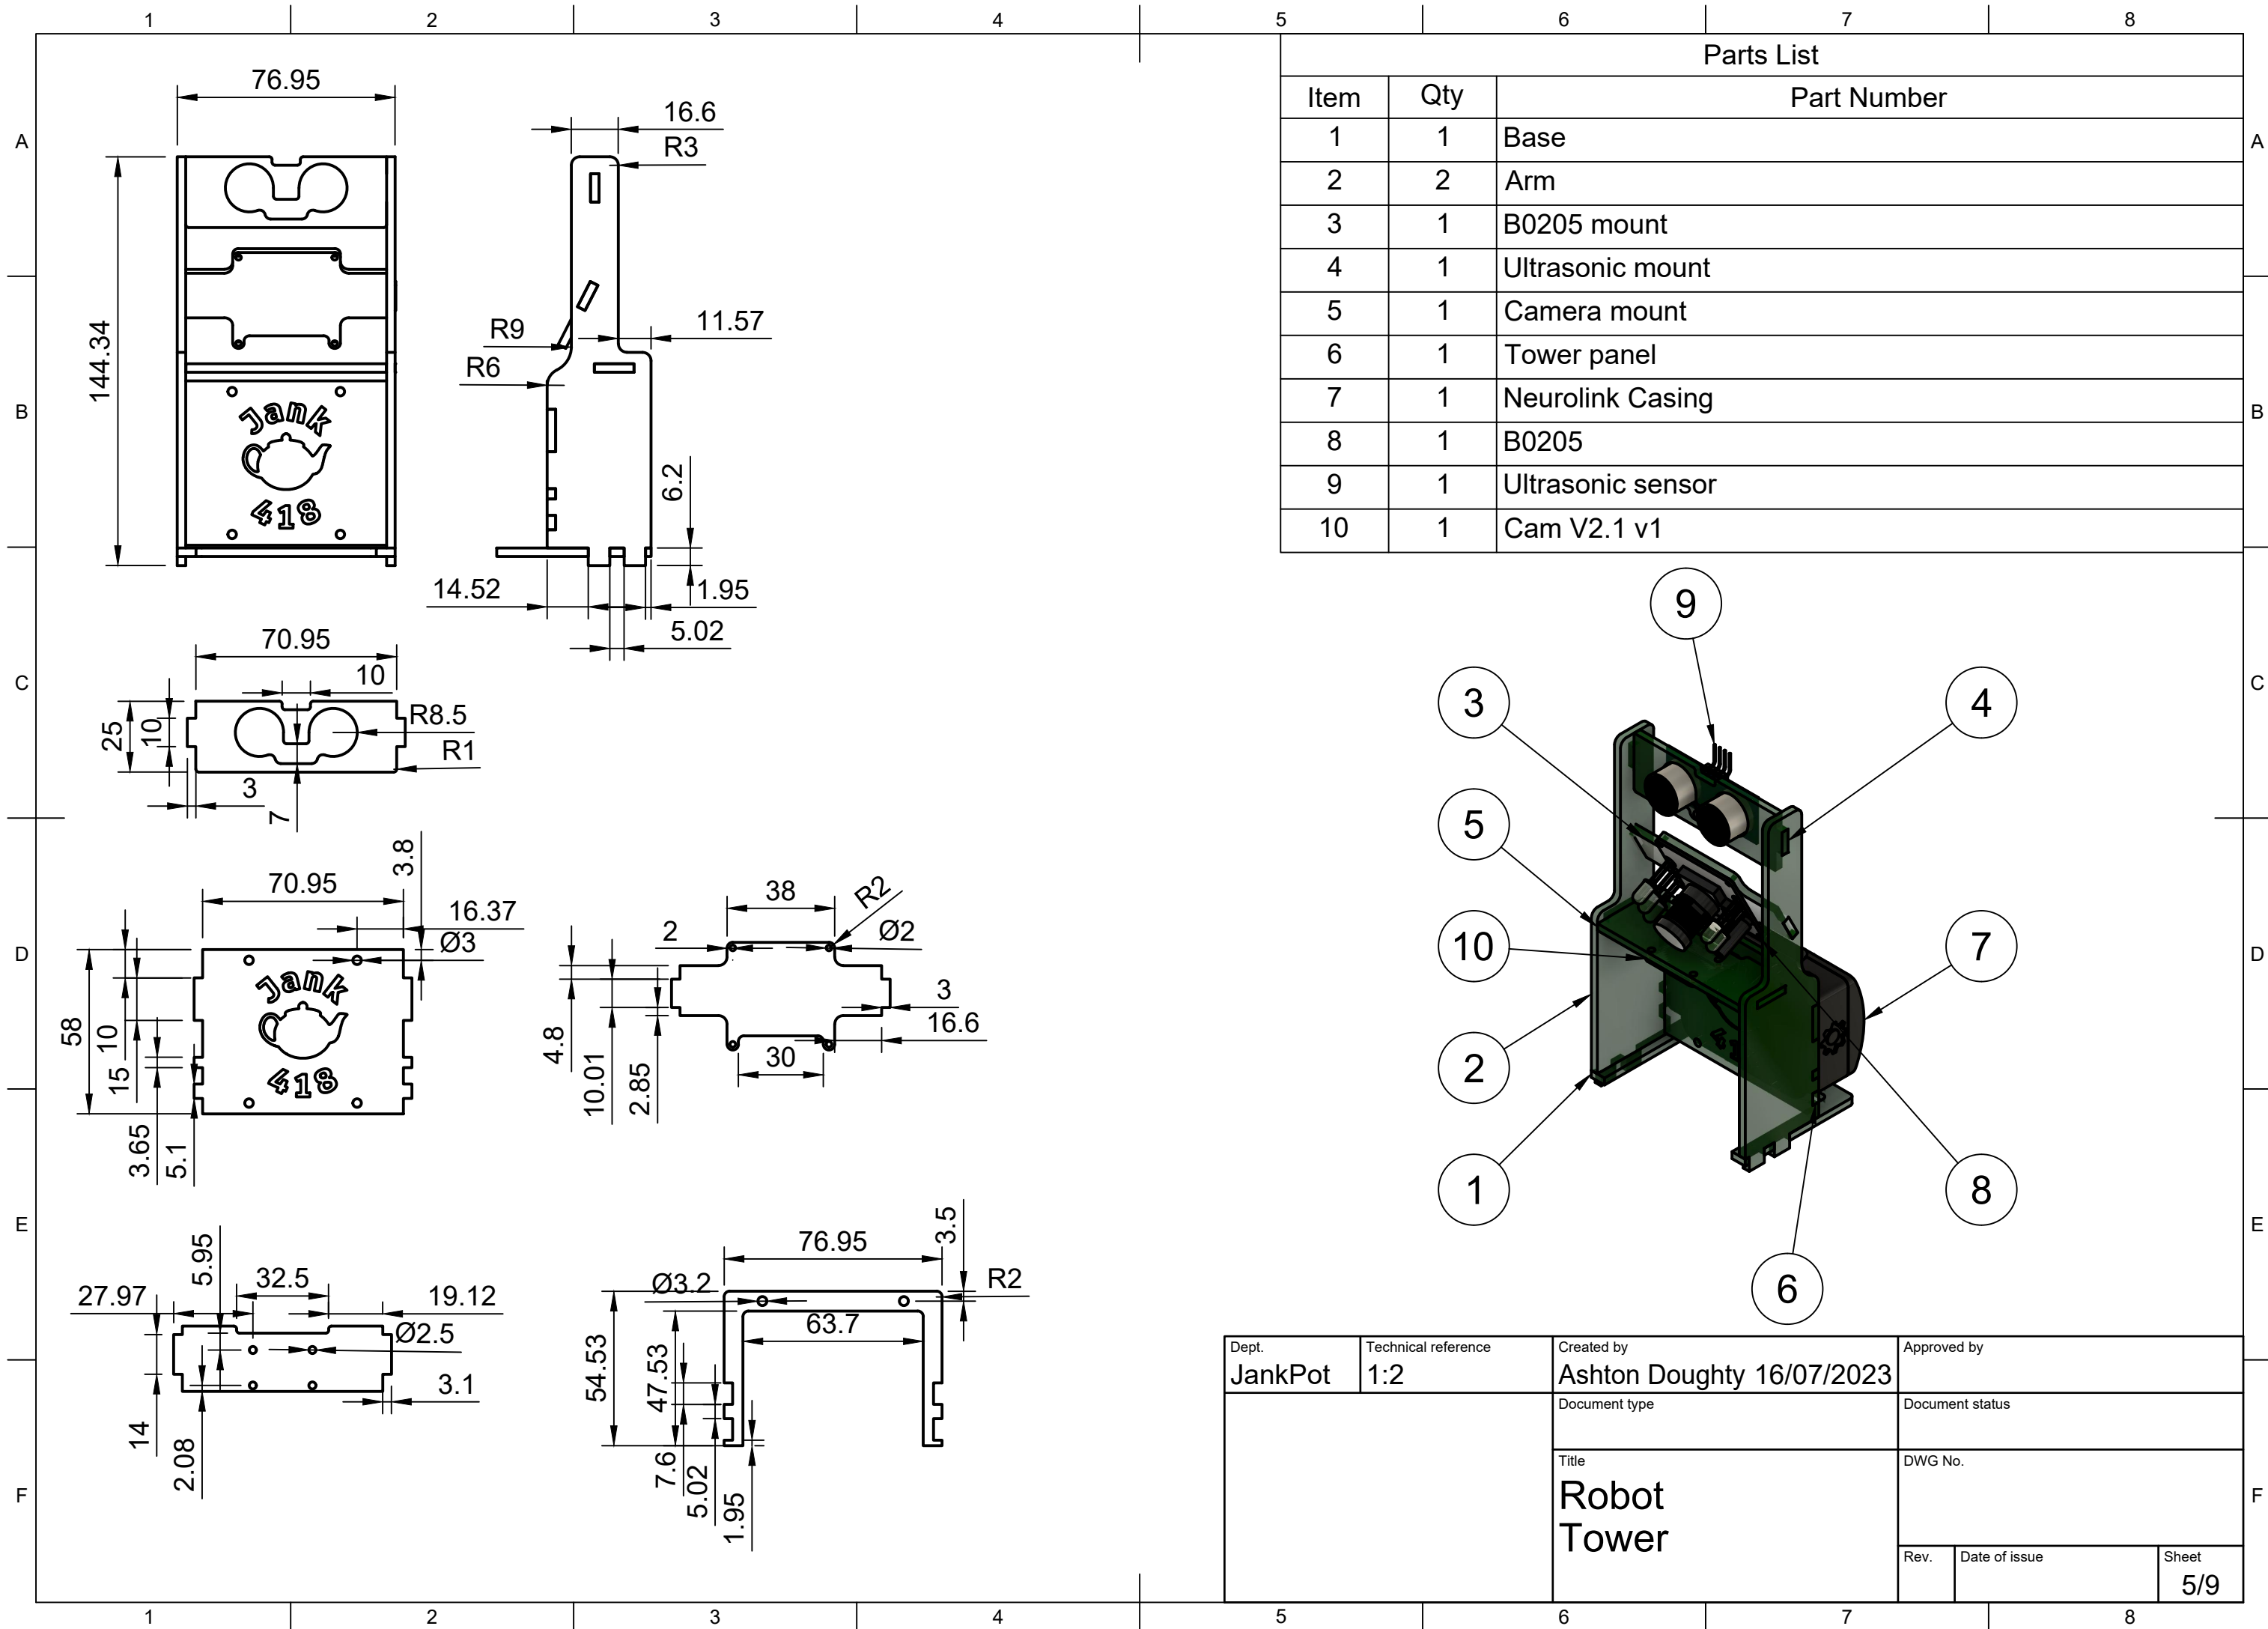 1 2 3 4 5 6 7 8
A
B
C
D
E
F
76.95
144.34
Jank
418
16.6
R3
R9
R6
11.57
6.2
14.52
1.95
5.02
70.95
10
25
10
R8.5
R1
3
7
70.95
3.8
16.37
Ø3
58
10
15
3.65
5.1
Jank
418
38
R2
2
Ø2
3
16.6
4.8
10.01
2.85
30
5.95
27.97
32.5
19.12
Ø2.5
14
2.08
3.1
76.95
3.5
Ø3.2
R2
63.7
54.53
47.53
7.6
5.02
1.95
Parts List
Item Qty Part Number
1 1 Base
2 2 Arm
3 1 B0205 mount
4 1 Ultrasonic mount
5 1 Camera mount
6 1 Tower panel
7 1 Neurolink Casing
8 1 B0205
9 1 Ultrasonic sensor
10 1 Cam V2.1 v1
9
3
4
5
10
7
2
1
8
6
Dept.
JankPot
Technical reference
1:2
Created by
Ashton Doughty 16/07/2023
Approved by
Document type
Document status
Title
Robot
Tower
DWG No.
Rev.
Date of issue
Sheet
5/9
A
B
C
D
E
F
1 2 3 4 5 6 7 8